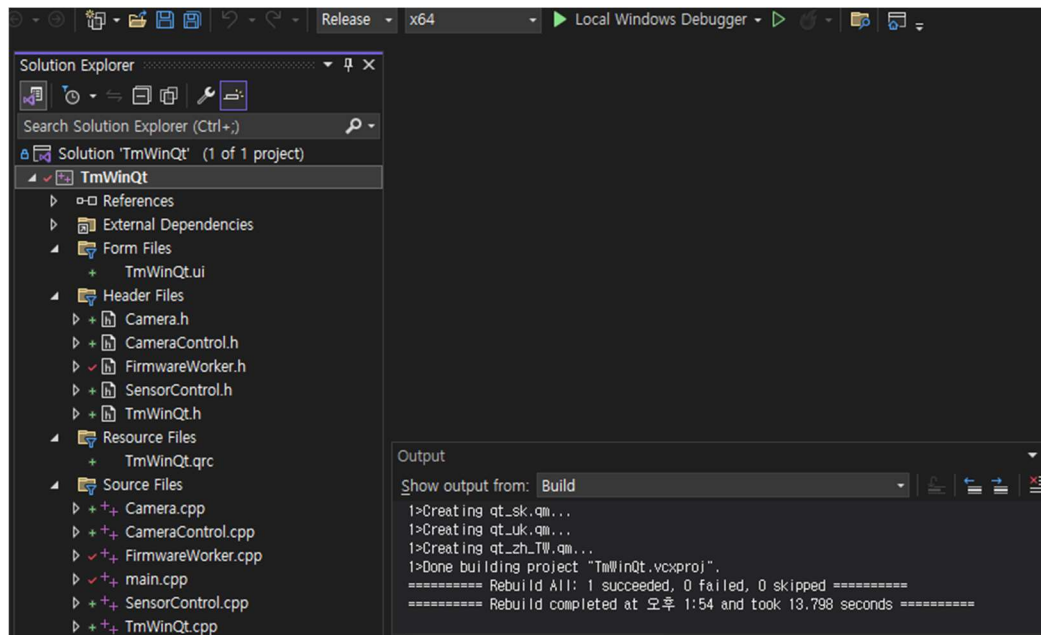 Release x64 Local Windows Debugger
Solution Explorer
Search Solution Explorer (Ctrl+;)
Solution 'TmWinQt' (1 of 1 project)
TmWinQt
References
External Dependencies
Form Files
TmWinQt.ui
Header Files
Camera.h
CameraControl.h
FirmwareWorker.h
SensorControl.h
TmWinQt.h
Resource Files
TmWinQt.qrc
Source Files
Camera.cpp
CameraControl.cpp
FirmwareWorker.cpp
main.cpp
SensorControl.cpp
TmWinQt.cpp
Output
Show output from: Build
1>Creating qt_sk.qm...
1>Creating qt_uk.qm...
1>Creating qt_zh_TW.qm...
1>Done building project "TmWinQt.vcxproj".
========== Rebuild All: 1 succeeded, 0 failed, 0 skipped ==========
========== Rebuild completed at 오후 1:54 and took 13.798 seconds ==========